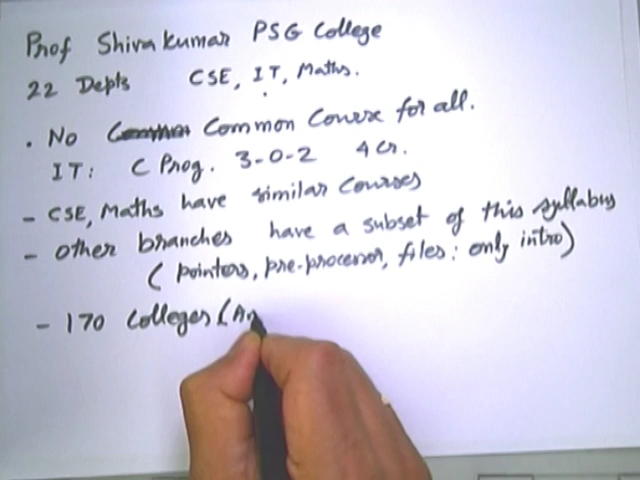 Prof Shivakumar PSG College
22 Depts CSE, IT, Maths.
. No Common Course for all.
IT: C Prog. 3-0-2 4 Cr.
- CSE, Maths have similar courses
- other branches have a subset of this syllabus
( pointers, pre-processor, files: only intro)
- 170 Colleges (An